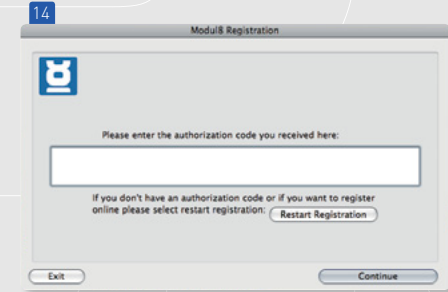 14
Modul8 Registration
Please enter the authorization code you received here:
If you don't have an authorization code or if you want to register
online please select restart registration: Restart Registration
Exit Continue